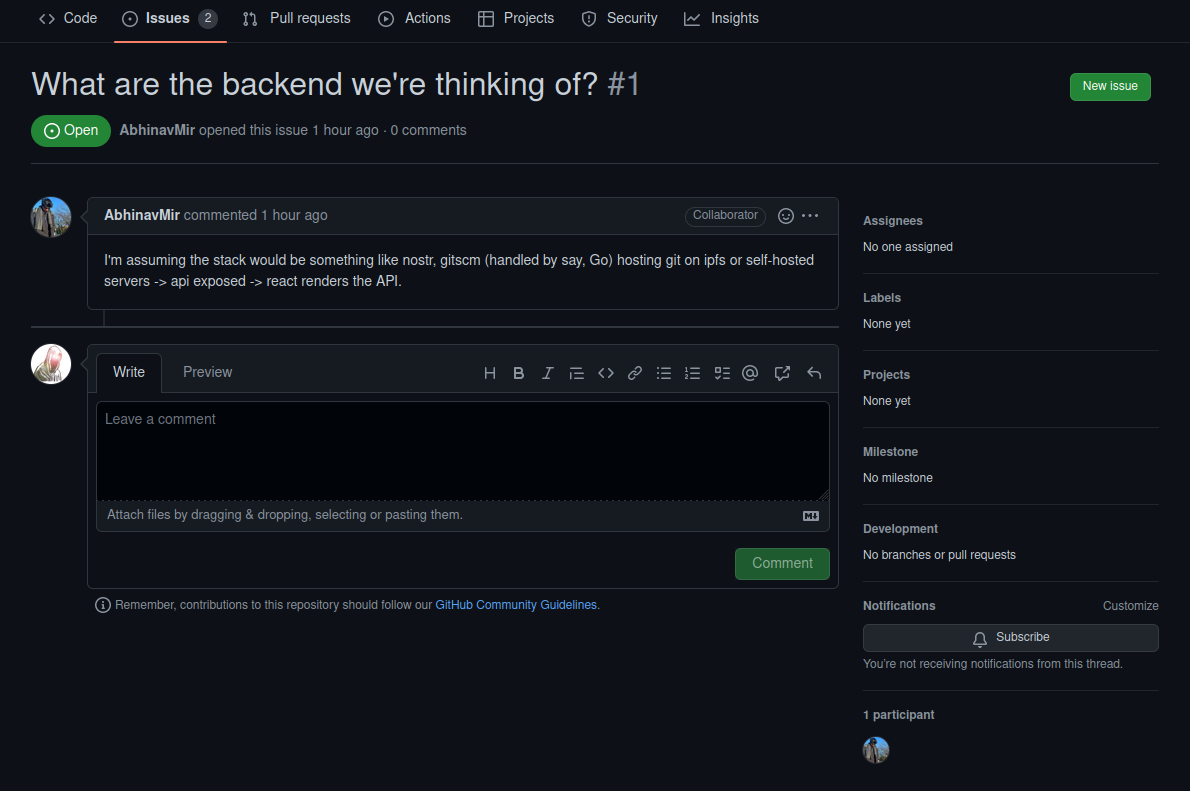 Code Issues 2 Pull requests Actions Projects Security Insights
What are the backend we're thinking of? #1
New issue
Open AbhinavMir opened this issue 1 hour ago · 0 comments
AbhinavMir commented 1 hour ago Collaborator
I'm assuming the stack would be something like nostr, gitscm (handled by say, Go) hosting git on ipfs or self-hosted
servers -> api exposed -> react renders the API.
Write Preview
Leave a comment
Attach files by dragging & dropping, selecting or pasting them.
Comment
Remember, contributions to this repository should follow our GitHub Community Guidelines.
Assignees
No one assigned
Labels
None yet
Projects
None yet
Milestone
No milestone
Development
No branches or pull requests
Notifications Customize
Subscribe
You're not receiving notifications from this thread.
1 participant